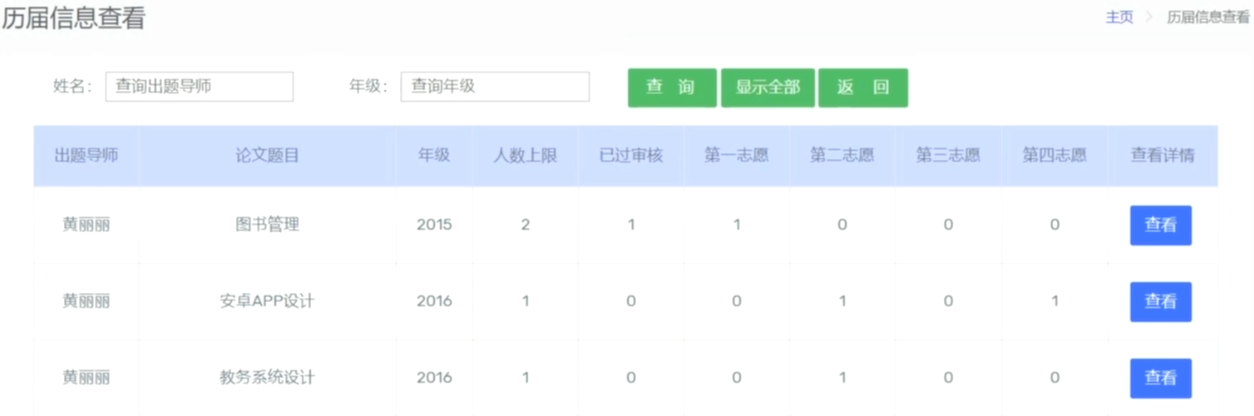 历届信息查看
主页 > 历届信息查看
姓名： 查询出题导师 年级： 查询年级 查 询 显示全部 返 回
出题导师 论文题目 年级 人数上限 已过审核 第一志愿 第二志愿 第三志愿 第四志愿 查看详情
黄丽丽 图书管理 2015 2 1 1 0 0 0 查看
黄丽丽 安卓APP设计 2016 1 0 0 1 0 1 查看
黄丽丽 教务系统设计 2016 1 0 0 1 0 0 查看